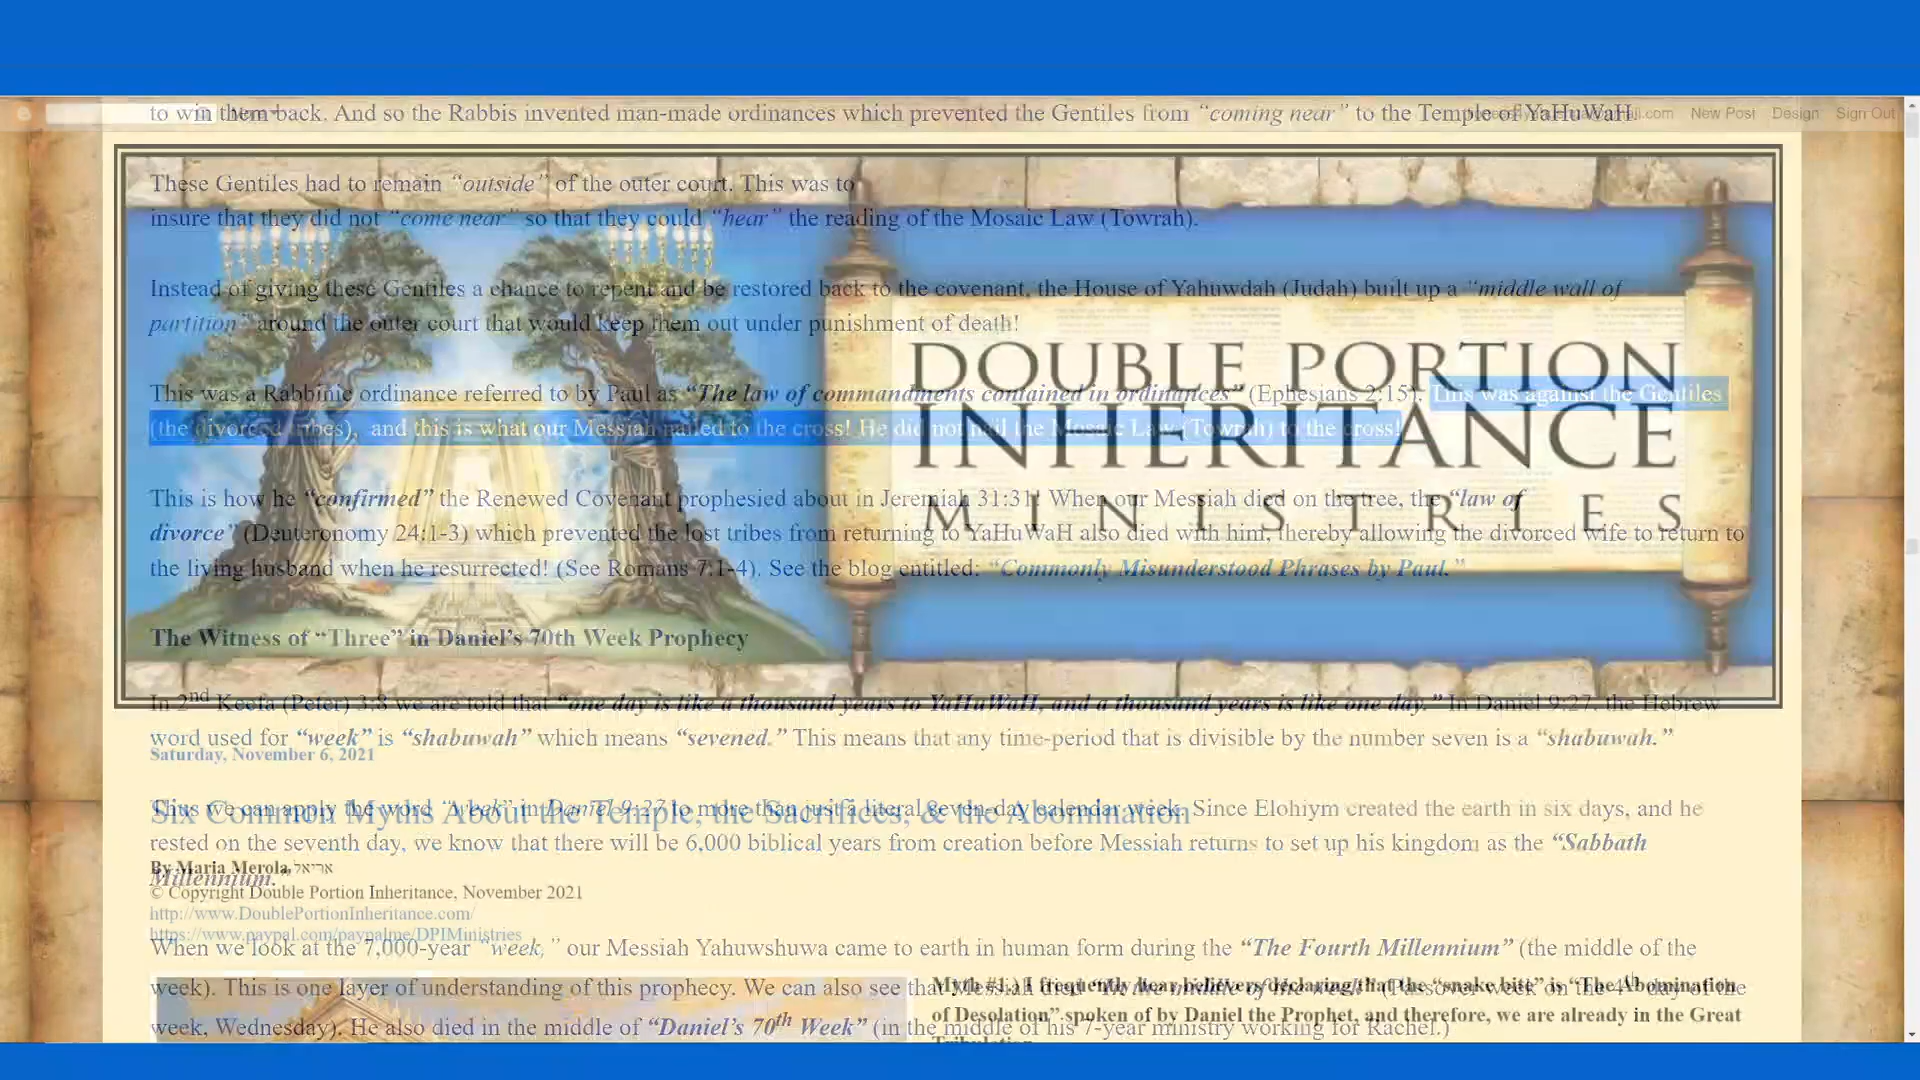 to win them back. And so the Rabbis invented man-made ordinances which prevented the Gentiles from “coming near” to the Temple of YaHuWaH.
New Post Design Sign Out
These Gentiles had to remain “outside” of the outer court. This was to
insure that they did not “come near” so that they could “hear” the reading of the Mosaic Law (Towrah).
Instead of giving these Gentiles a chance to repent and be restored back to the covenant, the House of Yahuwdah (Judah) built up a “middle wall of
partition” around the outer court that would keep them out under punishment of death!
DOUBLE PORTION
INHERITANCE
MINISTRIES
This was a Rabbinic ordinance referred to by Paul as “The law of commandments contained in ordinances” (Ephesians 2:15). This was against the Gentiles
(the divorced tribes), and this is what our Messiah nailed to the cross! He did not nail the Mosaic Law (Towrah) to the cross!
This is how he “confirmed” the Renewed Covenant prophesied about in Jeremiah 31:31! When our Messiah died on the tree, the “law of
divorce” (Deuteronomy 24:1-3) which prevented the lost tribes from returning to YaHuWaH also died with him, thereby allowing the divorced wife to return to
the living husband when he resurrected! (See Romans 7:1-4). See the blog entitled: “Commonly Misunderstood Phrases by Paul.”
The Witness of “Three” in Daniel’s 70th Week Prophecy
In 2nd Keefa (Peter) 3:8 we are told that “one day is like a thousand years to YaHuWaH, and a thousand years is like one day.” In Daniel 9:27, the Hebrew
word used for “week” is “shabuwah” which means “sevened.” This means that any time-period that is divisible by the number seven is a “shabuwah.”
Saturday, November 6, 2021
Thus we can apply the word “week” in Daniel 9:27 to more than just a literal seven-day calendar week. Since Elohiym created the earth in six days, and he
Six Common Myths About the Temple, the Sacrifices, & the Abomination
rested on the seventh day, we know that there will be 6,000 biblical years from creation before Messiah returns to set up his kingdom as the “Sabbath
Millennium.”
By Maria Merola, אריאל
© Copyright Double Portion Inheritance, November 2021
http://www.DoublePortionInheritance.com/
https://www.paypal.com/paypalme/DPIMinistries
When we look at the 7,000-year “week,” our Messiah Yahuwshuwa came to earth in human form during the “The Fourth Millennium” (the middle of the
week). This is one layer of understanding of this prophecy. We can also see that Messiah died “in the middle of the week” (Passover week on the 4th day of the
week, Wednesday). He also died in the middle of “Daniel’s 70th Week” (in the middle of his 7-year ministry working for Rachel.)
Myth #1.) I frequently hear believers declaring that the “snake bite” is “The Abomination
of Desolation” spoken of by Daniel the Prophet, and therefore, we are already in the Great
Tribulation